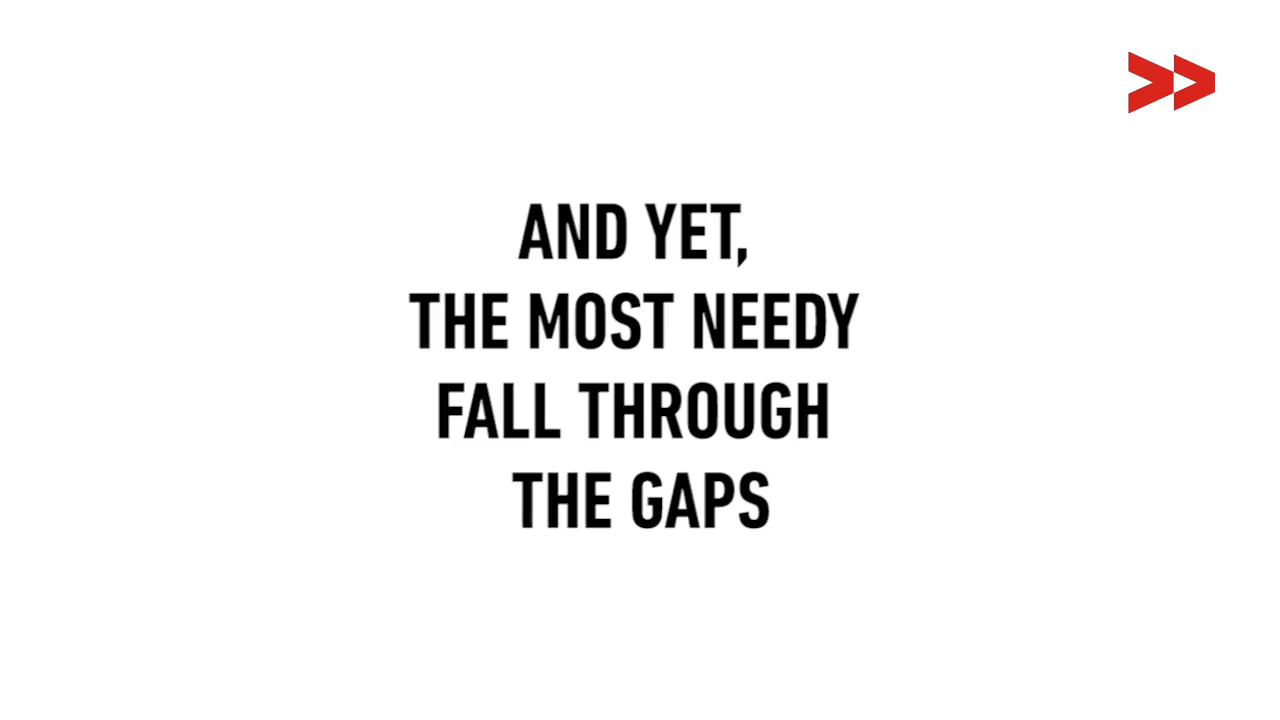 AND YET,
THE MOST NEEDY
FALL THROUGH
THE GAPS